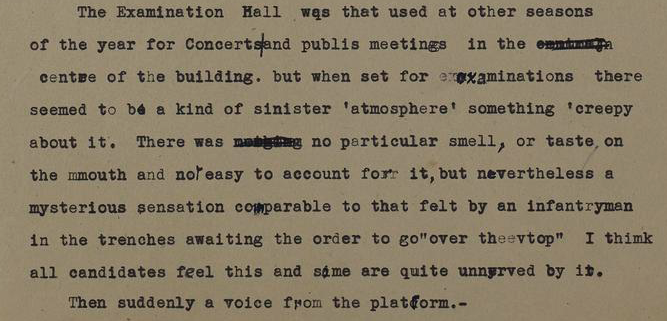 The Examination Hall was that used at other seasons
of the year for Concerts/and publis meetings in the
centre of the building. but when set for examinations there
seemed to be a kind of sinister 'atmosphere' something 'creepy
about it. There was no particular smell, or taste on
the mmouth and not easy to account forr it, but nevertheless a
mysterious sensation comparable to that felt by an infantryman
in the trenches awaiting the order to go"over theevtop" I thimk
all candidates feel this and some are quite unnerved by it.
Then suddenly a voice from the platform.-